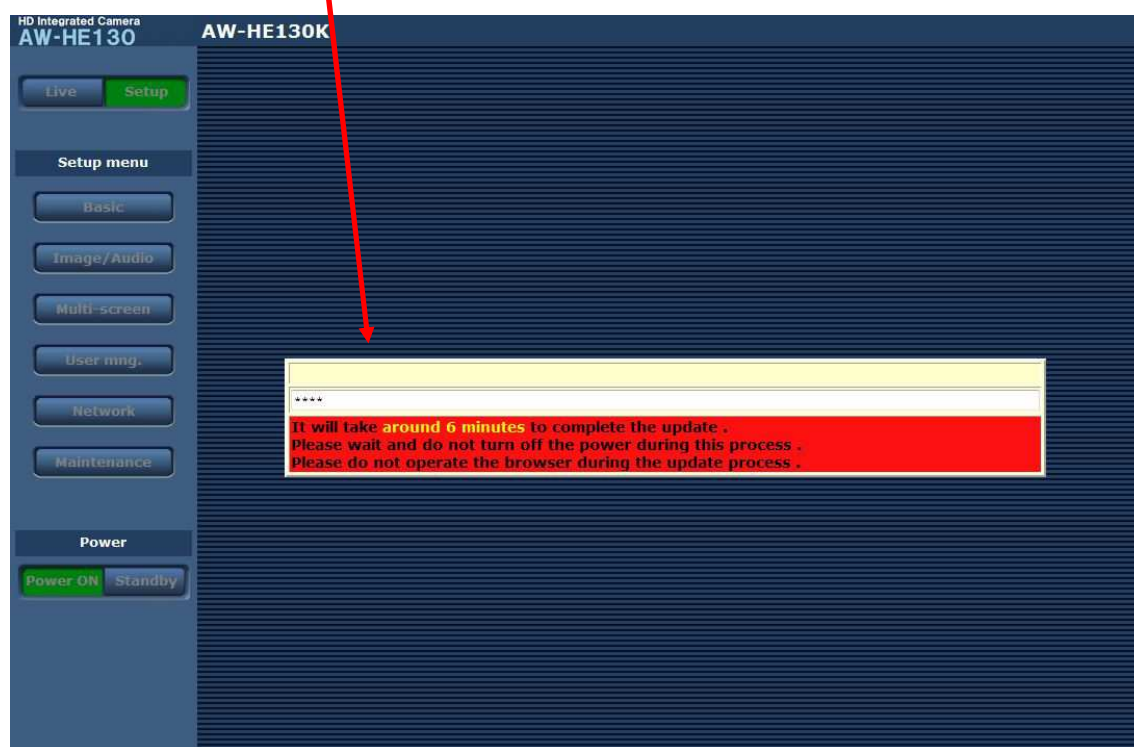 HD Integrated Camera
AW-HE130
AW-HE130K
Live Setup
Setup menu
Basic
Image/Audio
Multi-screen
User mng.
Network
Maintenance
Power
Power ON Standby
****
It will take around 6 minutes to complete the update .
Please wait and do not turn off the power during this process .
Please do not operate the browser during the update process .